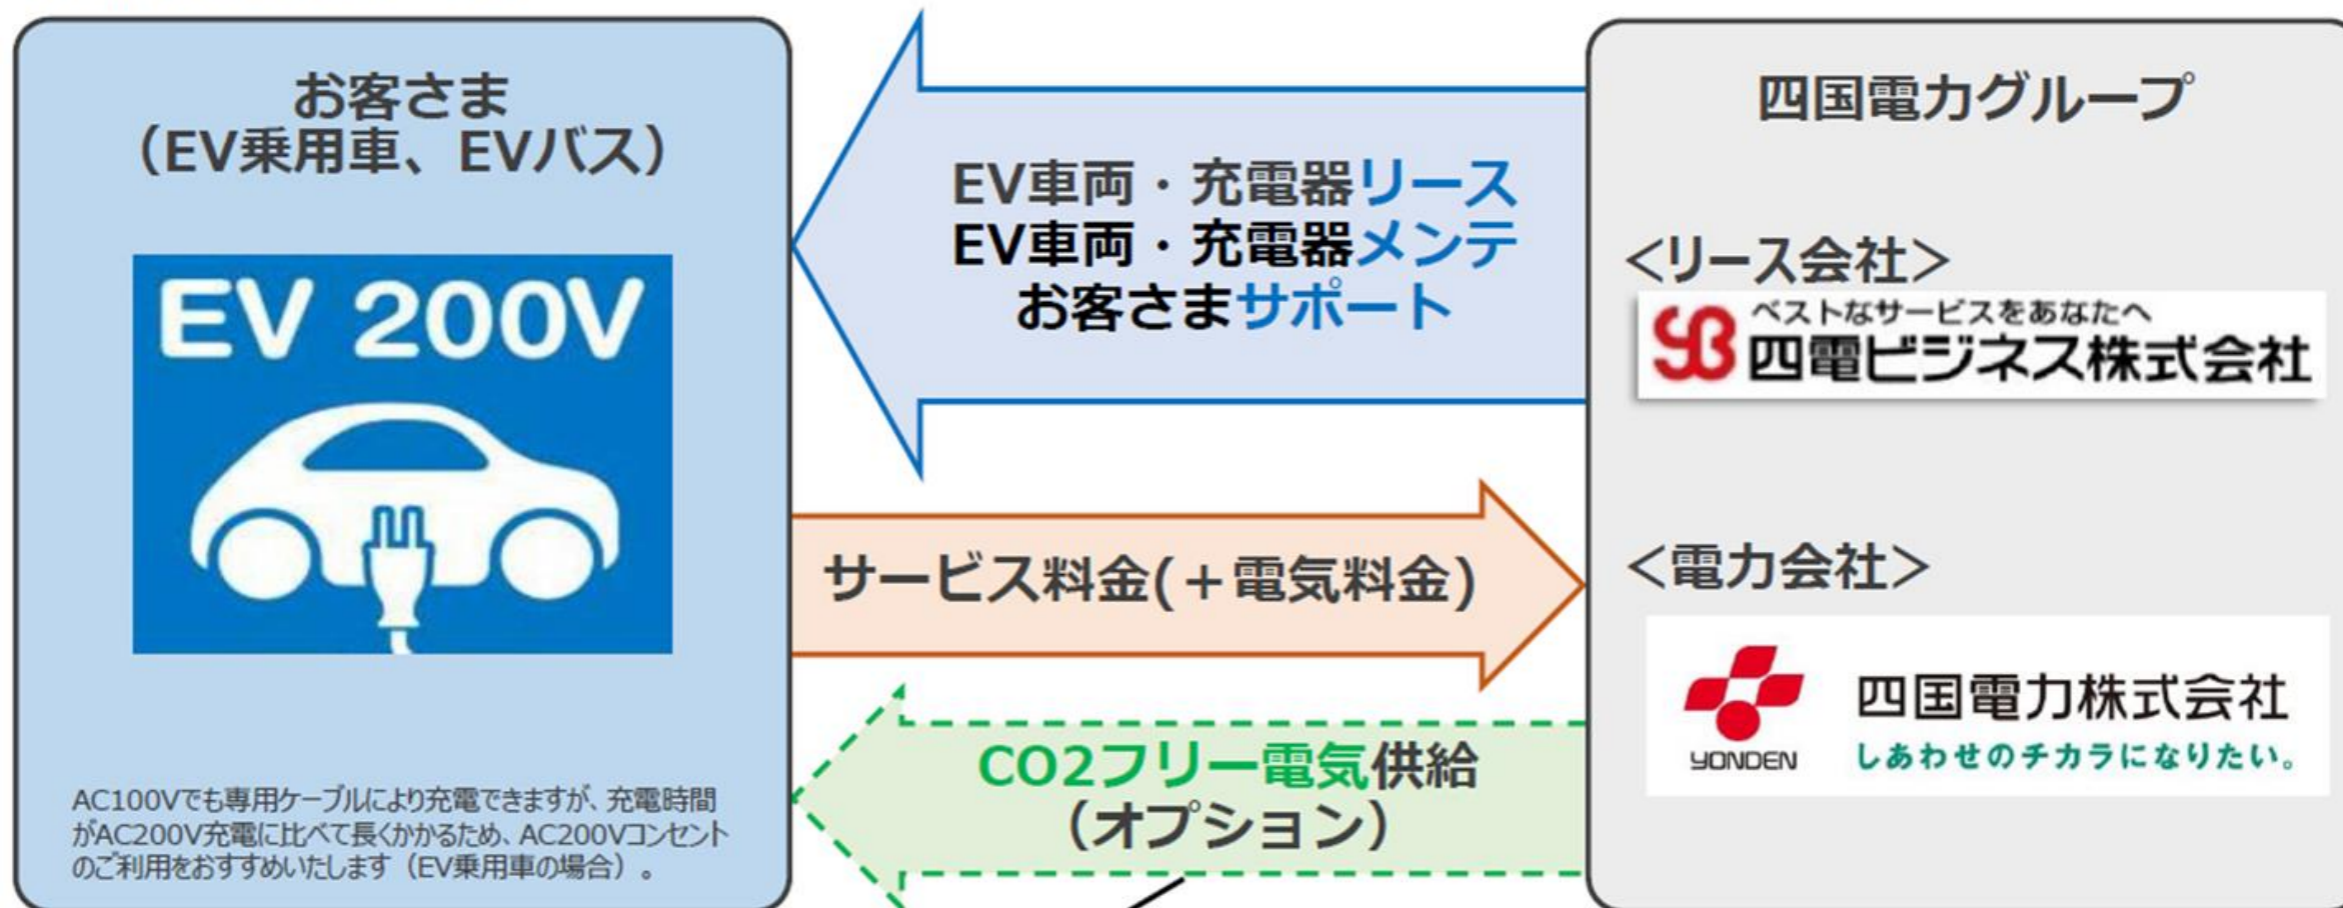 お客さま
（EV乗用車、EVバス）
EV 200V
AC100Vでも専用ケーブルにより充電できますが、充電時間
がAC200V充電に比べて長くかかるため、AC200Vコンセント
のご利用をおすすめいたします（EV乗用車の場合）。
EV車両・充電器リース
EV車両・充電器メンテ
お客さまサポート
サービス料金(＋電気料金)
CO2フリー電気供給
（オプション）
四国電力グループ
＜リース会社＞
ベストなサービスをあなたへ
四電ビジネス株式会社
＜電力会社＞
YONDEN
四国電力株式会社
しあわせのチカラになりたい。